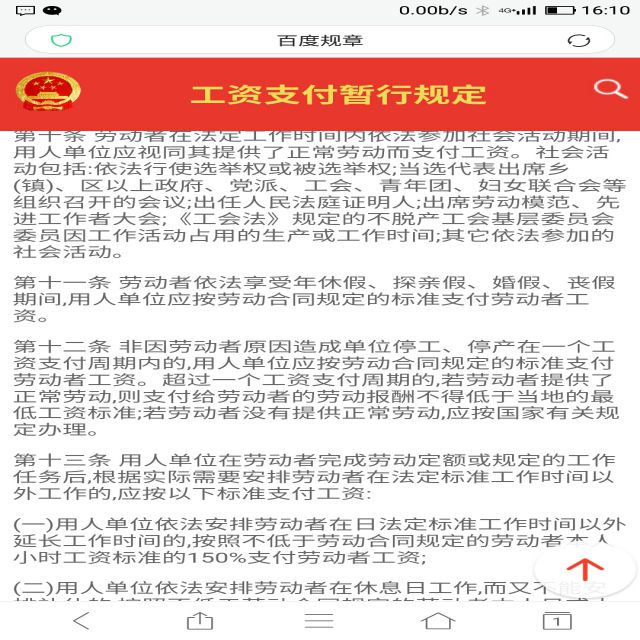 0.00b/s 4G+ 16:10
百度规章
工资支付暂行规定
第十条 劳动者在法定工作时间内依法参加社会活动期间,
用人单位应视同其提供了正常劳动而支付工资。社会活
动包括:依法行使选举权或被选举权;当选代表出席乡
(镇)、区以上政府、党派、工会、青年团、妇女联合会等
组织召开的会议;出任人民法庭证明人;出席劳动模范、先
进工作者大会;《工会法》规定的不脱产工会基层委员会
委员因工作活动占用的生产或工作时间;其它依法参加的
社会活动。
第十一条 劳动者依法享受年休假、探亲假、婚假、丧假
期间,用人单位应按劳动合同规定的标准支付劳动者工
资。
第十二条 非因劳动者原因造成单位停工、停产在一个工
资支付周期内的,用人单位应按劳动合同规定的标准支付
劳动者工资。超过一个工资支付周期的,若劳动者提供了
正常劳动,则支付给劳动者的劳动报酬不得低于当地的最
低工资标准;若劳动者没有提供正常劳动,应按国家有关规
定办理。
第十三条 用人单位在劳动者完成劳动定额或规定的工作
任务后,根据实际需要安排劳动者在法定标准工作时间以
外工作的,应按以下标准支付工资:
(一)用人单位依法安排劳动者在日法定标准工作时间以外
延长工作时间的,按照不低于劳动合同规定的劳动者本人
小时工资标准的150%支付劳动者工资;
(二)用人单位依法安排劳动者在休息日工作,而又不能安
1